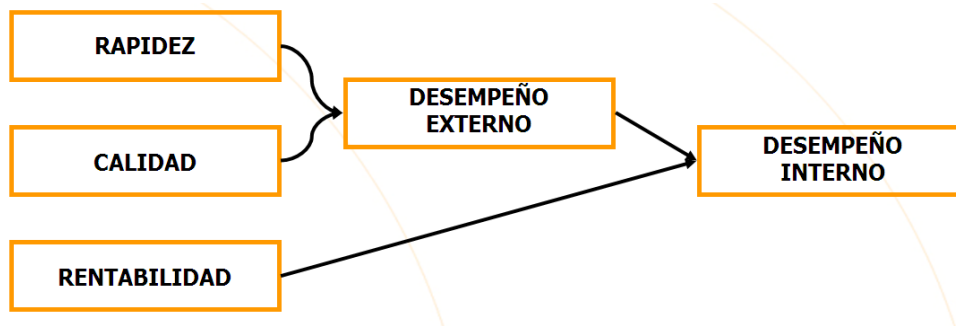 RAPIDEZ
DESEMPEÑO
EXTERNO
CALIDAD
DESEMPEÑO
INTERNO
RENTABILIDAD